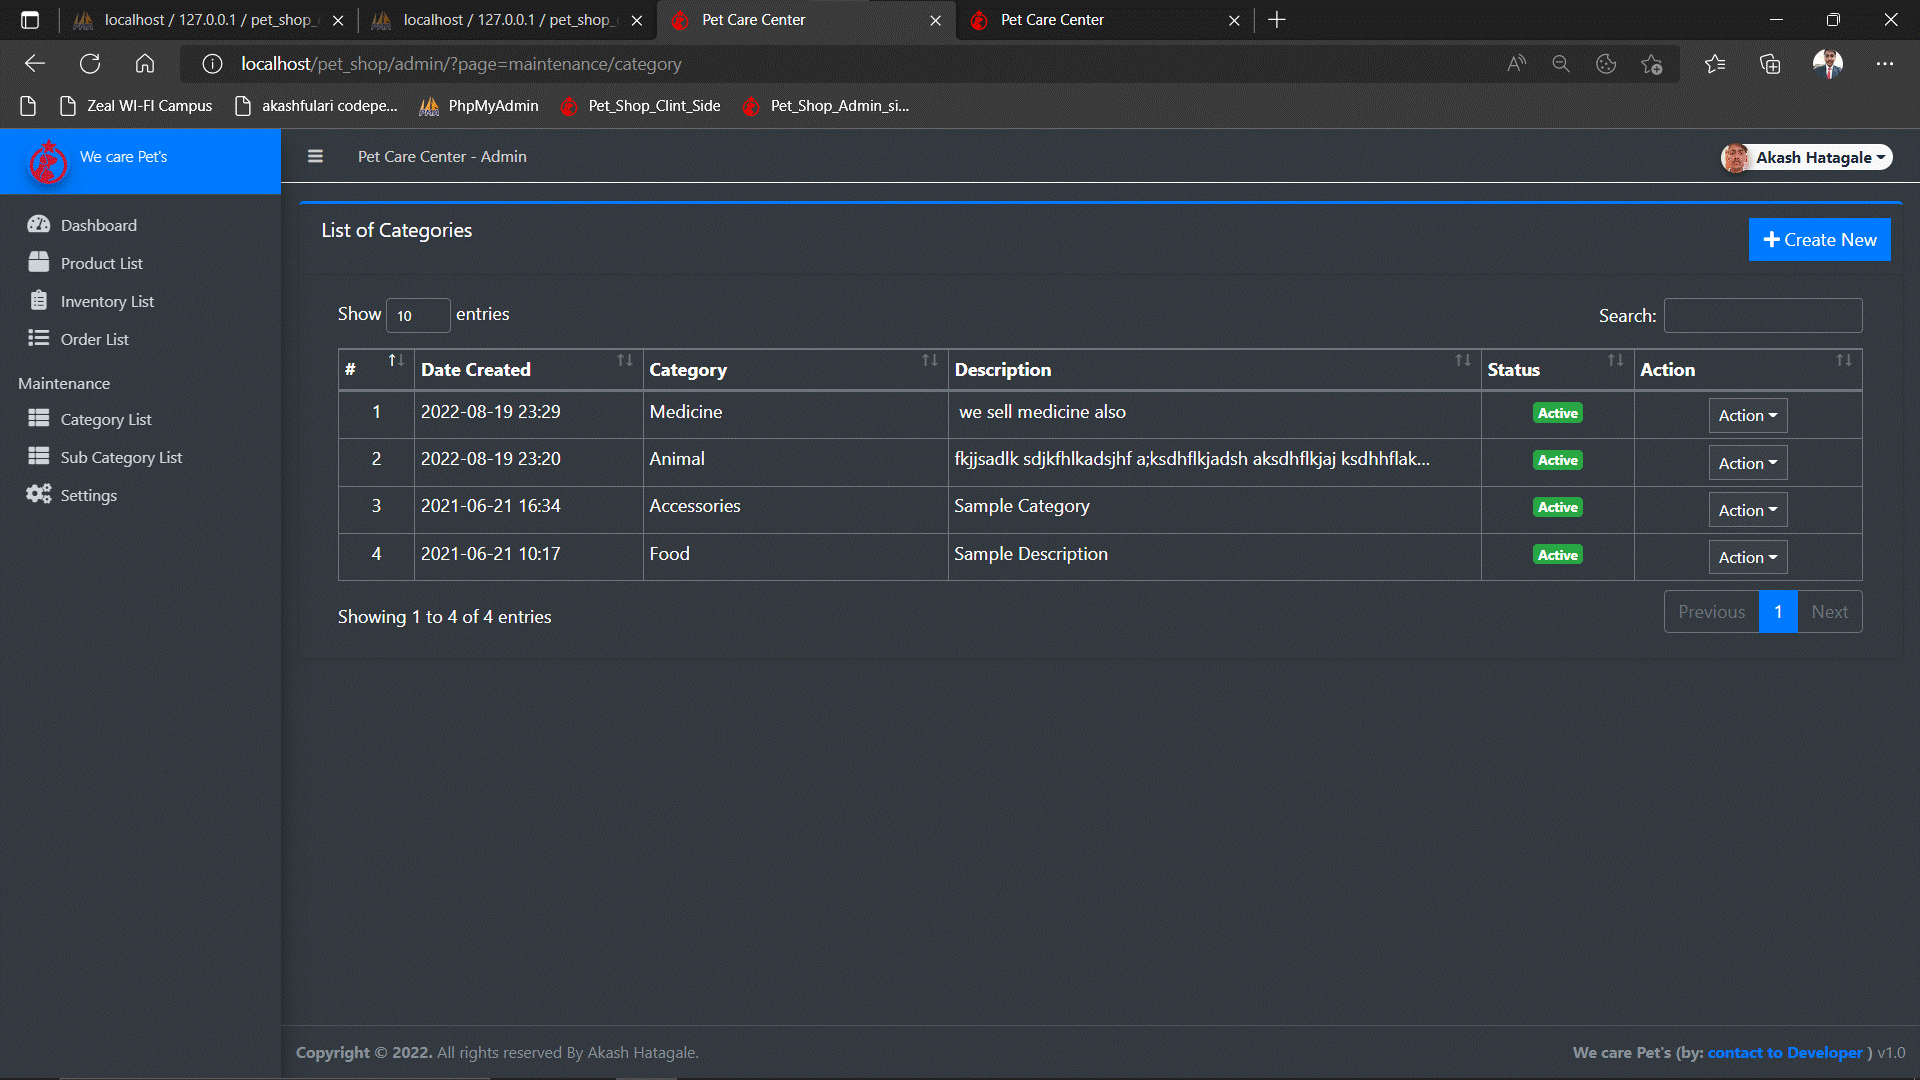 localhost / 127.0.0.1 / pet_shop_ localhost / 127.0.0.1 / pet_shop_ Pet Care Center Pet Care Center
localhost/pet_shop/admin/?page=maintenance/category
Zeal WI-FI Campus akashfulari codepe... PhpMyAdmin Pet_Shop_Clint_Side Pet_Shop_Admin_si...
We care Pet's
Pet Care Center - Admin
Akash Hatagale
Dashboard
Product List
Inventory List
Order List
Maintenance
Category List
Sub Category List
Settings
List of Categories
Create New
Show 10 entries
Search:
# Date Created Category Description Status Action
1 2022-08-19 23:29 Medicine we sell medicine also Active Action
2 2022-08-19 23:20 Animal fkjjsadlk sdjkfhlkadsjhf a;ksdhflkjadsh aksdhflkjaj ksdhhflak... Active Action
3 2021-06-21 16:34 Accessories Sample Category Active Action
4 2021-06-21 10:17 Food Sample Description Active Action
Showing 1 to 4 of 4 entries
Previous 1 Next
Copyright © 2022. All rights reserved By Akash Hatagale.
We care Pet's (by: contact to Developer ) v1.0